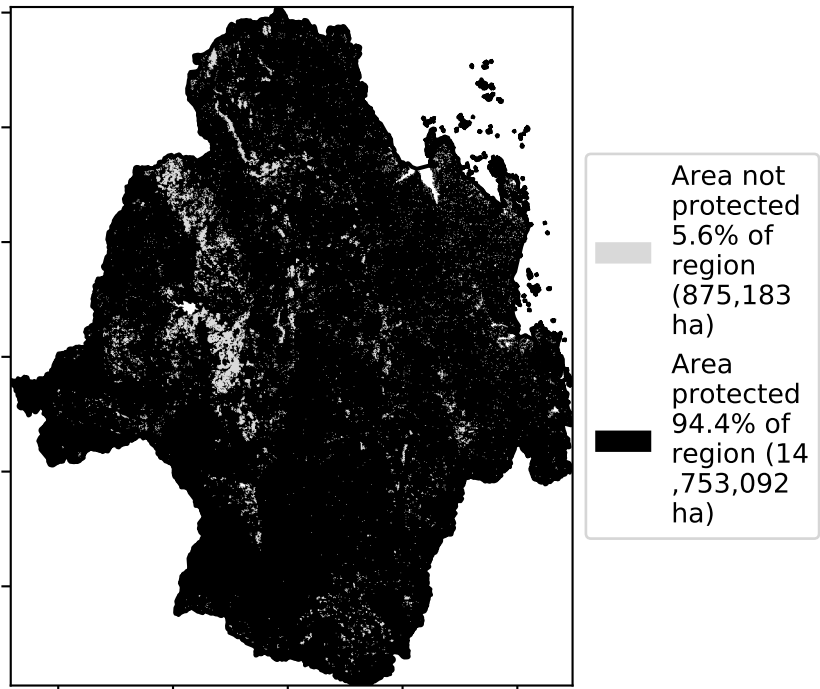 Area not
protected
5.6% of
region
(875,183
ha)
Area
protected
94.4% of
region (14
,753,092
ha)